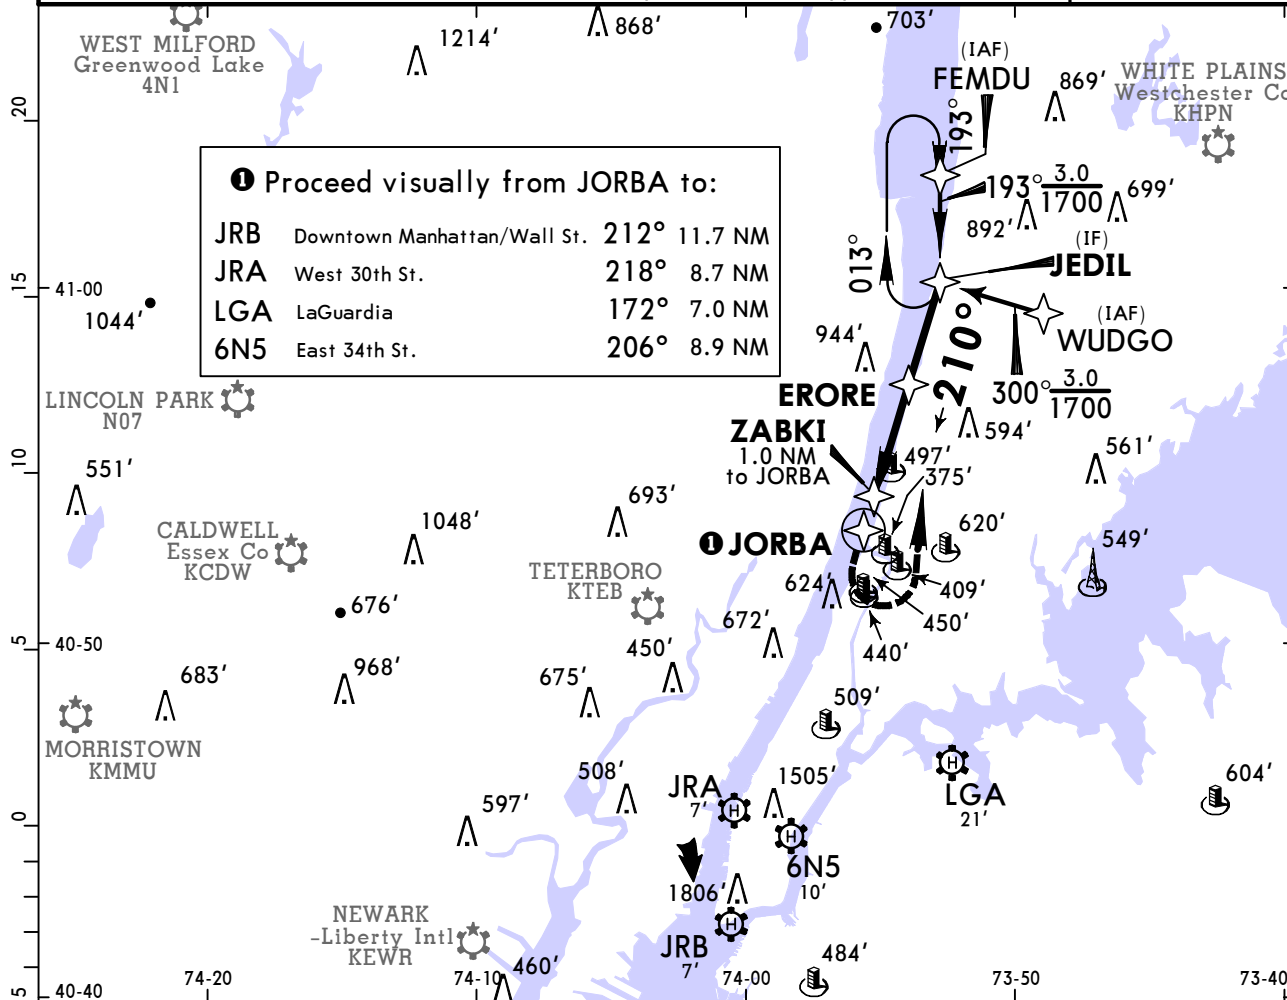 WEST MILFORD
Greenwood Lake
4N1
1214'
868'
703'
(IAF)
FEMDU
869'
WHITE PLAINS
Westchester Co
KHPN
20
193°
❶ Proceed visually from JORBA to:
JRB Downtown Manhattan/Wall St. 212° 11.7 NM
JRA West 30th St. 218° 8.7 NM
LGA LaGuardia 172° 7.0 NM
6N5 East 34th St. 206° 8.9 NM
193° 3.0
1700
699'
892'
(IF)
JEDIL
013°
15
41-00
1044'
(IAF)
WUDGO
210°
944'
300° 3.0
1700
ERORE
LINCOLN PARK
N07
ZABKI
1.0 NM
to JORBA
594'
497'
561'
375'
10
551'
693'
1048'
CALDWELL
Essex Co
KCDW
❶ JORBA
620'
549'
TETERBORO
KTEB
624'
409'
676'
450'
672'
440'
5
40-50
450'
968'
683'
675'
509'
MORRISTOWN
KMMU
508'
JRA
7'
1505'
LGA
21'
604'
597'
0
6N5
10'
1806'
NEWARK
-Liberty Intl
KEWR
JRB
7'
484'
460'
5
40-40
74-20
74-10
74-00
73-50
73-40
H
H
H
H